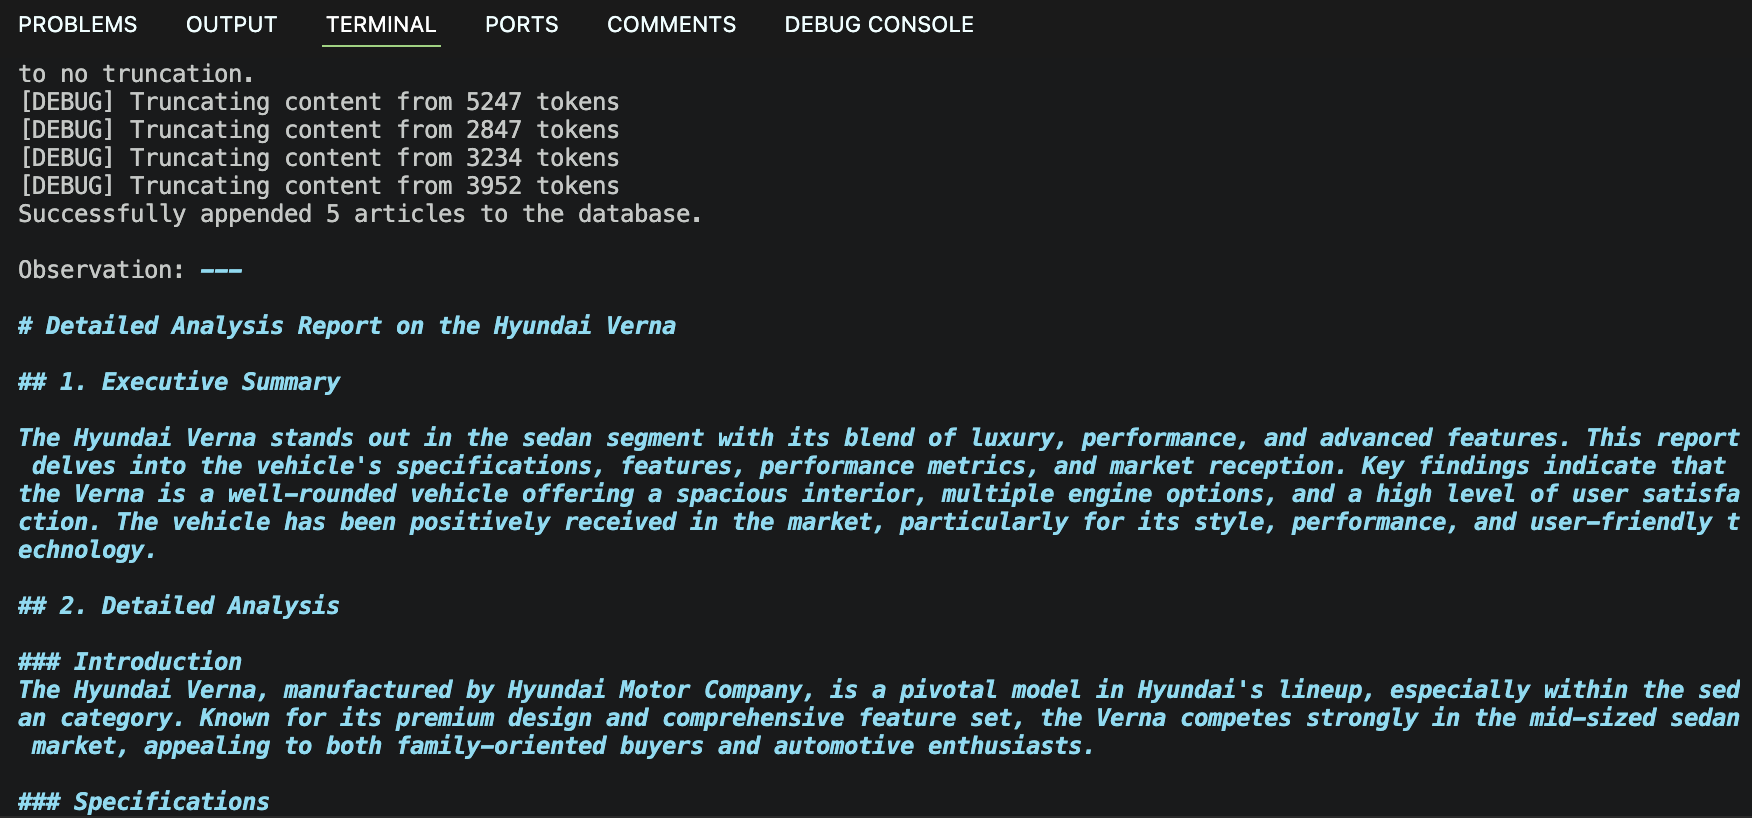 PROBLEMS OUTPUT TERMINAL PORTS COMMENTS DEBUG CONSOLE
to no truncation.
[DEBUG] Truncating content from 5247 tokens
[DEBUG] Truncating content from 2847 tokens
[DEBUG] Truncating content from 3234 tokens
[DEBUG] Truncating content from 3952 tokens
Successfully appended 5 articles to the database.
Observation: ---
# Detailed Analysis Report on the Hyundai Verna
## 1. Executive Summary
The Hyundai Verna stands out in the sedan segment with its blend of luxury, performance, and advanced features. This report
delves into the vehicle's specifications, features, performance metrics, and market reception. Key findings indicate that
the Verna is a well-rounded vehicle offering a spacious interior, multiple engine options, and a high level of user satisfa
ction. The vehicle has been positively received in the market, particularly for its style, performance, and user-friendly t
echnology.
## 2. Detailed Analysis
### Introduction
The Hyundai Verna, manufactured by Hyundai Motor Company, is a pivotal model in Hyundai's lineup, especially within the sed
an category. Known for its premium design and comprehensive feature set, the Verna competes strongly in the mid-sized sedan
market, appealing to both family-oriented buyers and automotive enthusiasts.
### Specifications